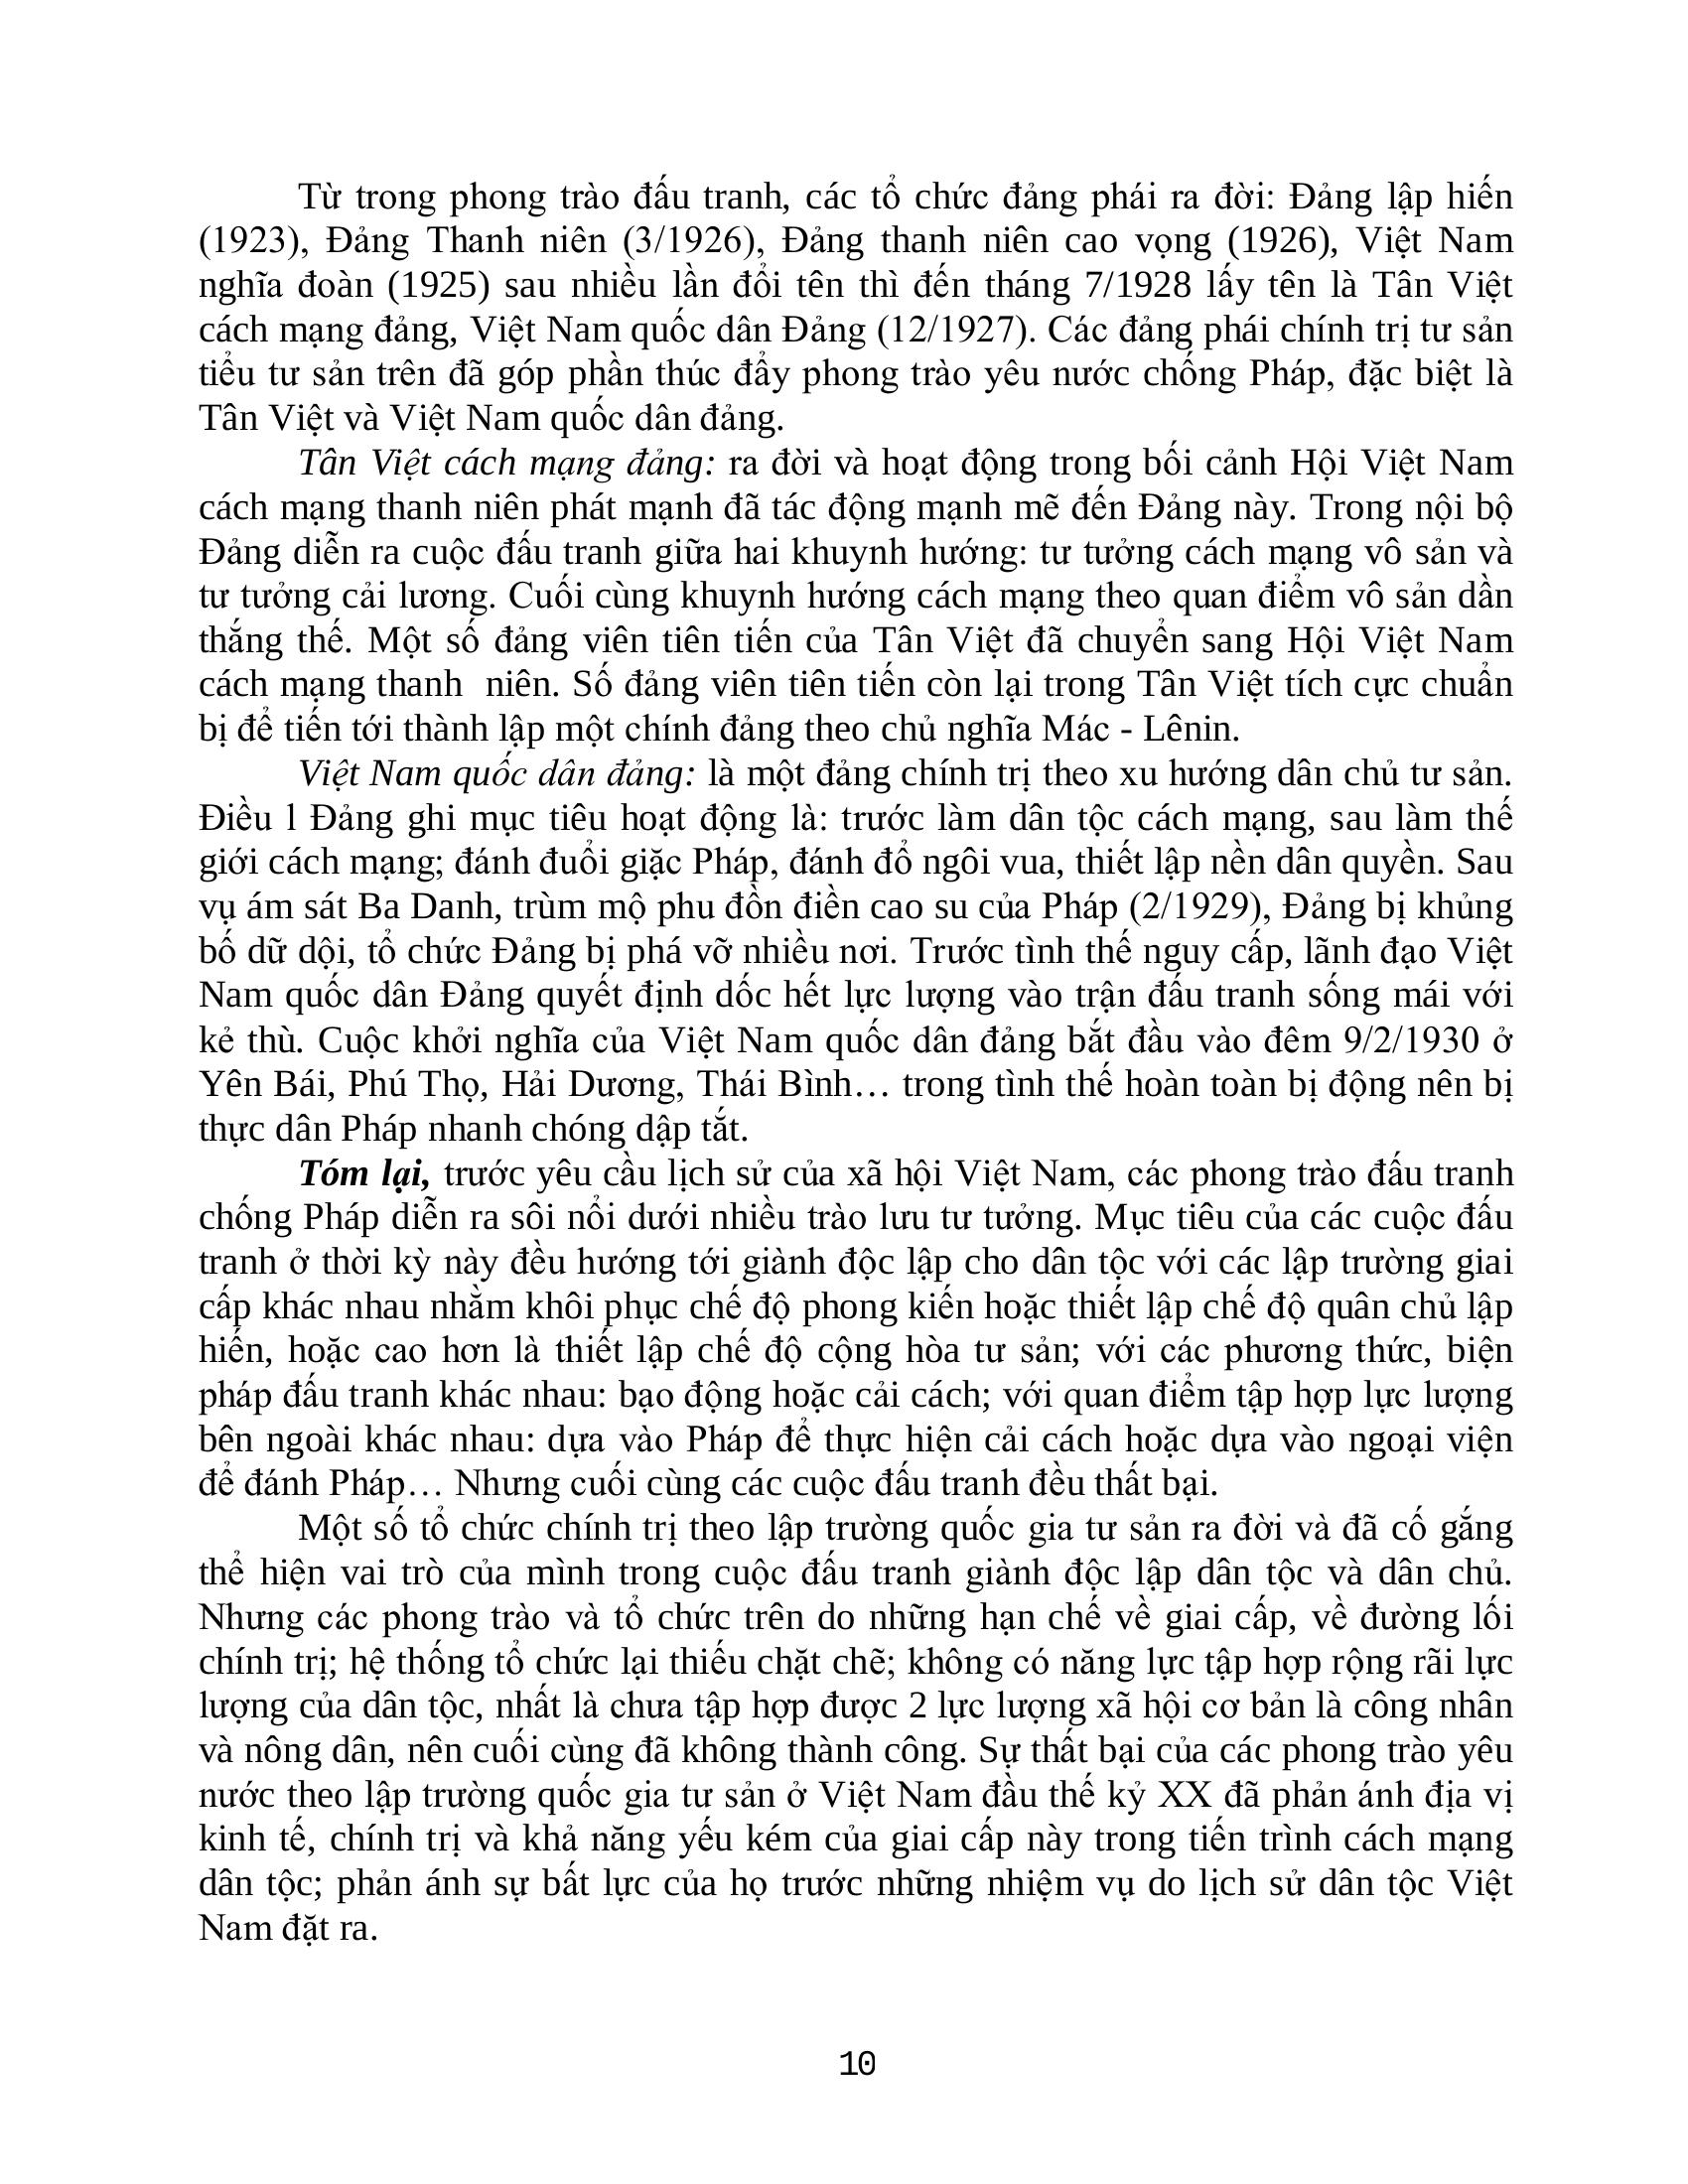 Từ trong phong trào đấu tranh, các tổ chức đảng phái ra đời: Đảng lập hiến
(1923), Đảng Thanh niên (3/1926), Đảng thanh niên cao vọng (1926), Việt Nam
nghĩa đoàn (1925) sau nhiều lần đổi tên thì đến tháng 7/1928 lấy tên là Tân Việt
cách mạng đảng, Việt Nam quốc dân Đảng (12/1927). Các đảng phái chính trị tư sản
tiểu tư sản trên đã góp phần thúc đẩy phong trào yêu nước chống Pháp, đặc biệt là
Tân Việt và Việt Nam quốc dân đảng.
Tân Việt cách mạng đảng: ra đời và hoạt động trong bối cảnh Hội Việt Nam
cách mạng thanh niên phát mạnh đã tác động mạnh mẽ đến Đảng này. Trong nội bộ
Đảng diễn ra cuộc đấu tranh giữa hai khuynh hướng: tư tưởng cách mạng vô sản và
tư tưởng cải lương. Cuối cùng khuynh hướng cách mạng theo quan điểm vô sản dần
thắng thế. Một số đảng viên tiên tiến của Tân Việt đã chuyển sang Hội Việt Nam
cách mạng thanh  niên. Số đảng viên tiên tiến còn lại trong Tân Việt tích cực chuẩn
bị để tiến tới thành lập một chính đảng theo chủ nghĩa Mác - Lênin.
Việt Nam quốc dân đảng: là một đảng chính trị theo xu hướng dân chủ tư sản.
Điều l Đảng ghi mục tiêu hoạt động là: trước làm dân tộc cách mạng, sau làm thế
giới cách mạng; đánh đuổi giặc Pháp, đánh đổ ngôi vua, thiết lập nền dân quyền. Sau
vụ ám sát Ba Danh, trùm mộ phu đồn điền cao su của Pháp (2/1929), Đảng bị khủng
bố dữ dội, tổ chức Đảng bị phá vỡ nhiều nơi. Trước tình thế nguy cấp, lãnh đạo Việt
Nam quốc dân Đảng quyết định dốc hết lực lượng vào trận đấu tranh sống mái với
kẻ thù. Cuộc khởi nghĩa của Việt Nam quốc dân đảng bắt đầu vào đêm 9/2/1930 ở
Yên Bái, Phú Thọ, Hải Dương, Thái Bình… trong tình thế hoàn toàn bị động nên bị
thực dân Pháp nhanh chóng dập tắt.
Tóm lại, trước yêu cầu lịch sử của xã hội Việt Nam, các phong trào đấu tranh
chống Pháp diễn ra sôi nổi dưới nhiều trào lưu tư tưởng. Mục tiêu của các cuộc đấu
tranh ở thời kỳ này đều hướng tới giành độc lập cho dân tộc với các lập trường giai
cấp khác nhau nhằm khôi phục chế độ phong kiến hoặc thiết lập chế độ quân chủ lập
hiến, hoặc cao hơn là thiết lập chế độ cộng hòa tư sản; với các phương thức, biện
pháp đấu tranh khác nhau: bạo động hoặc cải cách; với quan điểm tập hợp lực lượng
bên ngoài khác nhau: dựa vào Pháp để thực hiện cải cách hoặc dựa vào ngoại viện
để đánh Pháp… Nhưng cuối cùng các cuộc đấu tranh đều thất bại.
Một số tổ chức chính trị theo lập trường quốc gia tư sản ra đời và đã cố gắng
thể hiện vai trò của mình trong cuộc đấu tranh giành độc lập dân tộc và dân chủ.
Nhưng các phong trào và tổ chức trên do những hạn chế về giai cấp, về đường lối
chính trị; hệ thống tổ chức lại thiếu chặt chẽ; không có năng lực tập hợp rộng rãi lực
lượng của dân tộc, nhất là chưa tập hợp được 2 lực lượng xã hội cơ bản là công nhân
và nông dân, nên cuối cùng đã không thành công. Sự thất bại của các phong trào yêu
nước theo lập trường quốc gia tư sản ở Việt Nam đầu thế kỷ XX đã phản ánh địa vị
kinh tế, chính trị và khả năng yếu kém của giai cấp này trong tiến trình cách mạng
dân tộc; phản ánh sự bất lực của họ trước những nhiệm vụ do lịch sử dân tộc Việt
Nam đặt ra.
10